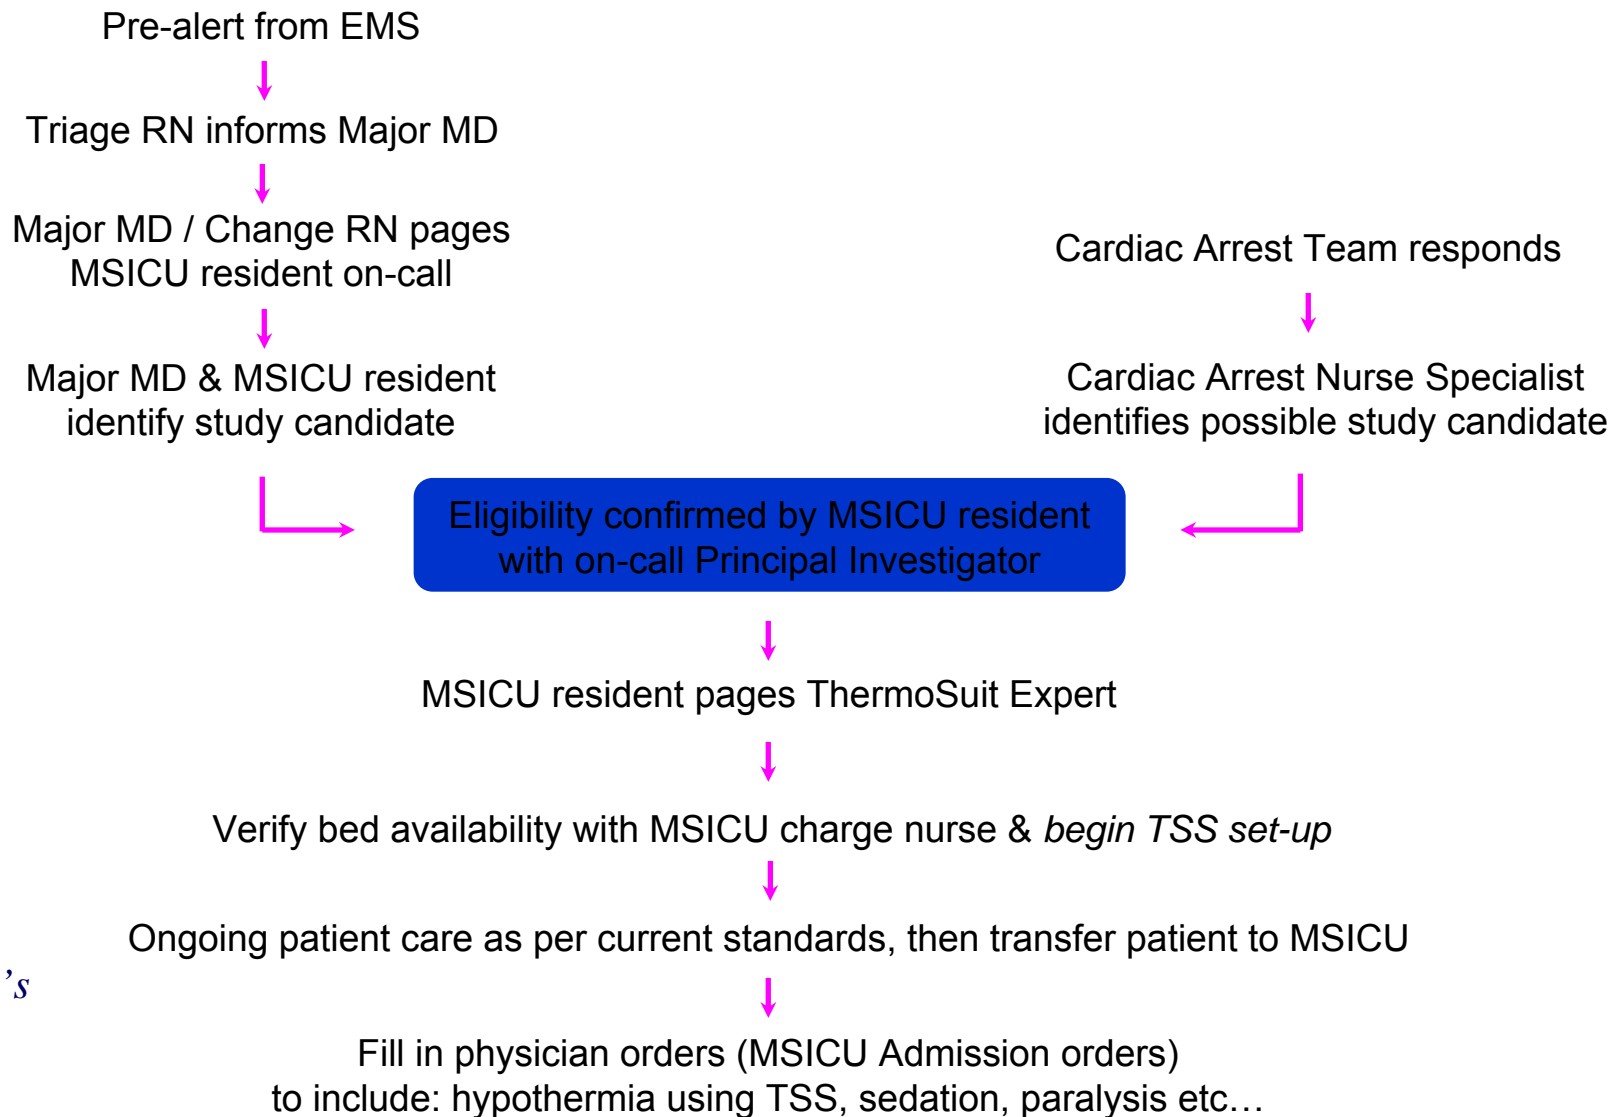 Pre-alert from EMS
Triage RN informs Major MD
Major MD / Change RN pages
MSICU resident on-call
Major MD & MSICU resident
identify study candidate
Cardiac Arrest Team responds
Cardiac Arrest Nurse Specialist
identifies possible study candidate
Eligibility confirmed by MSICU resident
with on-call Principal Investigator
MSICU resident pages ThermoSuit Expert
Verify bed availability with MSICU charge nurse & begin TSS set-up
Ongoing patient care as per current standards, then transfer patient to MSICU
’s
Fill in physician orders (MSICU Admission orders)
to include: hypothermia using TSS, sedation, paralysis etc…